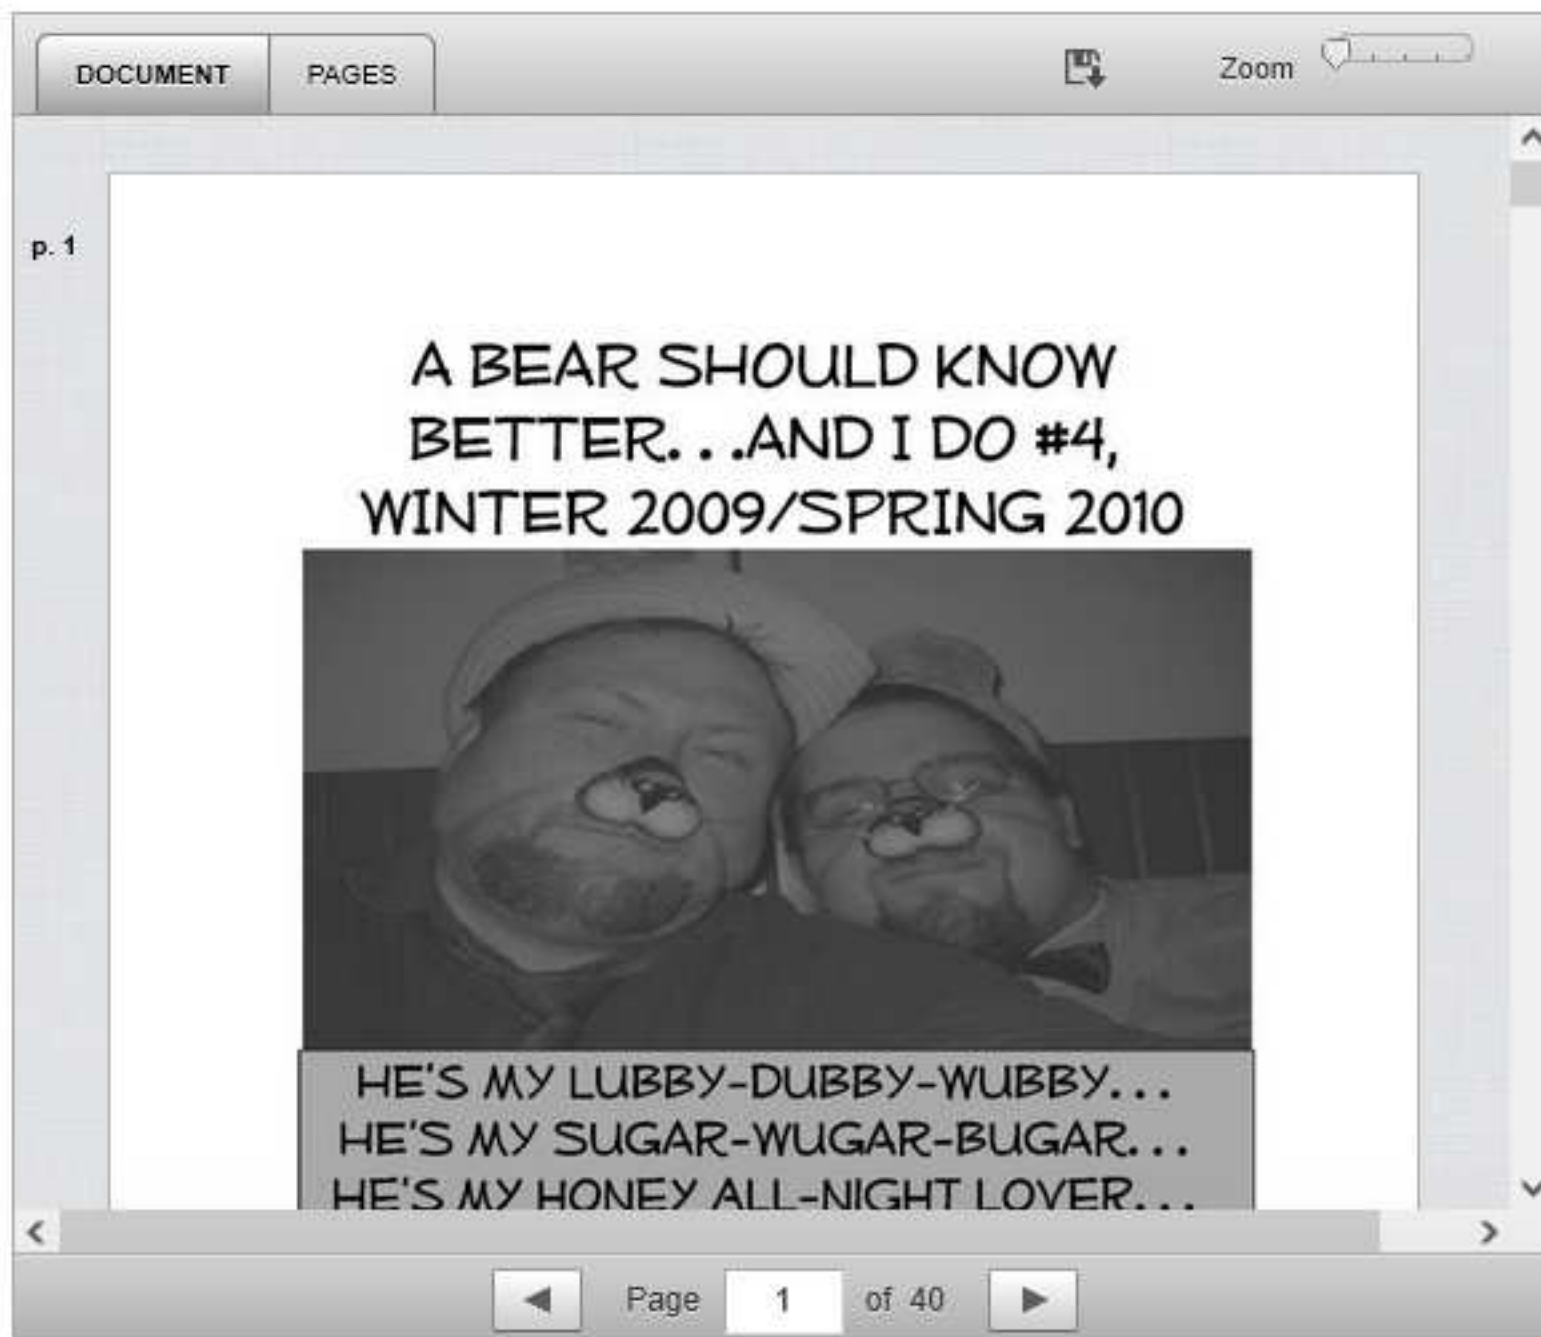 DOCUMENT PAGES Zoom
p. 1
A BEAR SHOULD KNOW
BETTER...AND I DO #4,
WINTER 2009/SPRING 2010
HE'S MY LUBBY-DUBBY-WUBBY...
HE'S MY SUGAR-WUGAR-BUGAR...
HE'S MY HONEY ALL-NIGHT LOVER...
Page 1 of 40